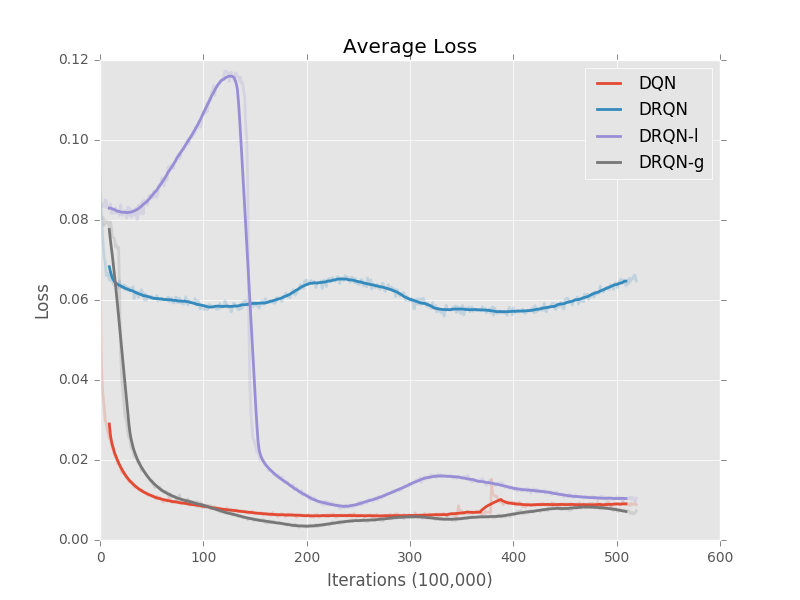 Average Loss
0.12
0.10
0.08
0.06
0.04
0.02
0.00
Loss
DQN
DRQN
DRQN-l
DRQN-g
0 100 200 300 400 500 600
Iterations (100,000)